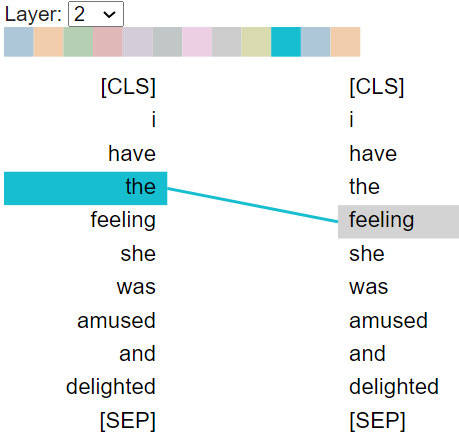 Layer: 2
[CLS] [CLS]
i i
have have
the the
feeling feeling
she she
was was
amused amused
and and
delighted delighted
[SEP] [SEP]